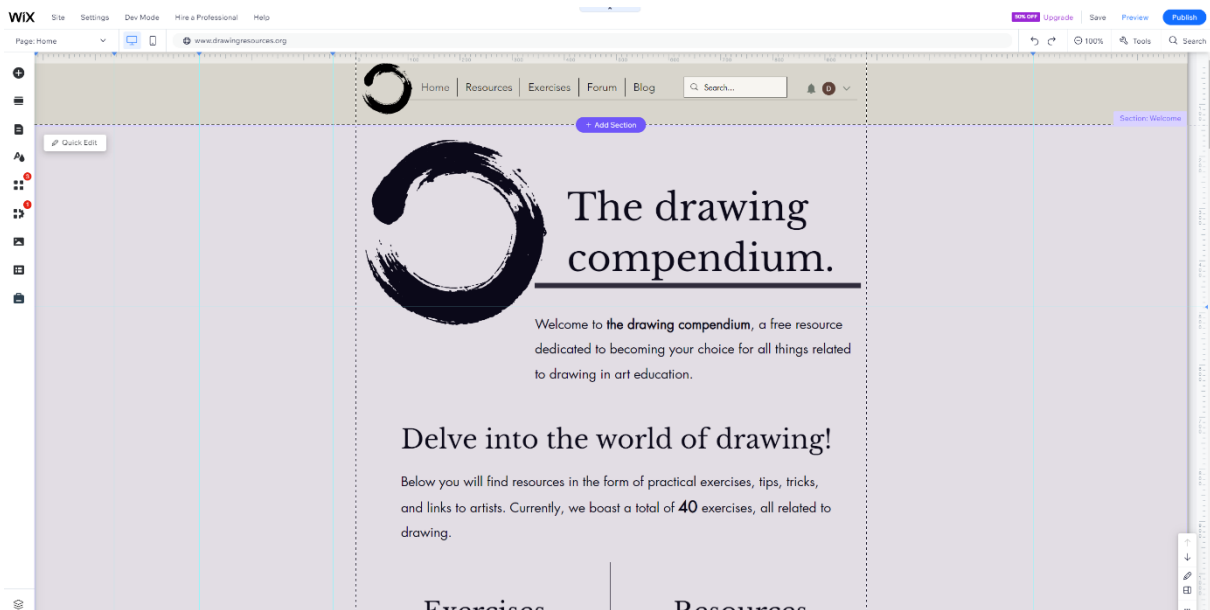 WiX Site Settings Dev Mode Hire a Professional Help 50% OFF Upgrade Save Preview Publish
Page: Home www.drawingresources.org 100% Tools Search
Home Resources Exercises Forum Blog Search... D
+ Add Section
Section: Welcome
Quick Edit
The drawing
compendium.
Welcome to the drawing compendium, a free resource
dedicated to becoming your choice for all things related
to drawing in art education.
Delve into the world of drawing!
Below you will find resources in the form of practical exercises, tips, tricks,
and links to artists. Currently, we boast a total of 40 exercises, all related to
drawing.
Exercises Resources